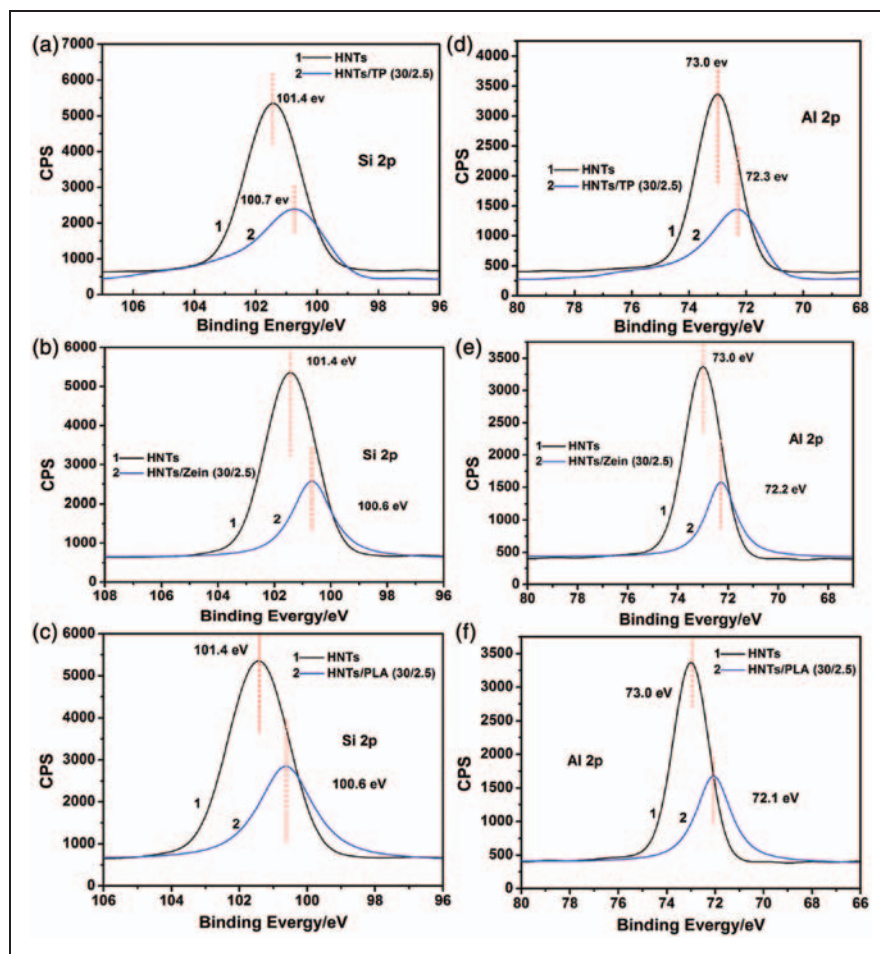 (a)
7000
6000
5000
4000
3000
2000
1000
0
CPS
1 HNTs
2 HNTs/TP (30/2.5)
101.4 ev
Si 2p
100.7 ev
1
2
106 104 102 100 98 96
Binding Energy/eV
(d)
4000
3500
3000
2500
2000
1500
1000
500
0
CPS
73.0 ev
Al 2p
1 HNTs
2 HNTs/TP (30/2.5)
72.3 ev
1
2
80 78 76 74 72 70 68
Binding Evergy/eV
(b)
6000
5000
4000
3000
2000
1000
0
CPS
101.4 eV
1 HNTs
2 HNTs/Zein (30/2.5)
Si 2p
100.6 eV
1
2
108 106 104 102 100 98 96
Binding Evergy/eV
(e)
3500
3000
2500
2000
1500
1000
500
0
CPS
73.0 eV
Al 2p
1 HNTs
2 HNTs/Zein (30/2.5)
72.2 eV
1
2
80 78 76 74 72 70 68
Binding Evergy/eV
(c)
6000
5000
4000
3000
2000
1000
0
CPS
101.4 eV
1 HNTs
2 HNTs/PLA (30/2.5)
Si 2p
100.6 eV
1
2
106 104 102 100 98 96
Binding Evergy/eV
(f)
3500
3000
2500
2000
1500
1000
500
0
CPS
1 HNTs
2 HNTs/PLA (30/2.5)
73.0 eV
Al 2p
72.1 eV
1
2
80 78 76 74 72 70 68 66
Binding Evergy/eV